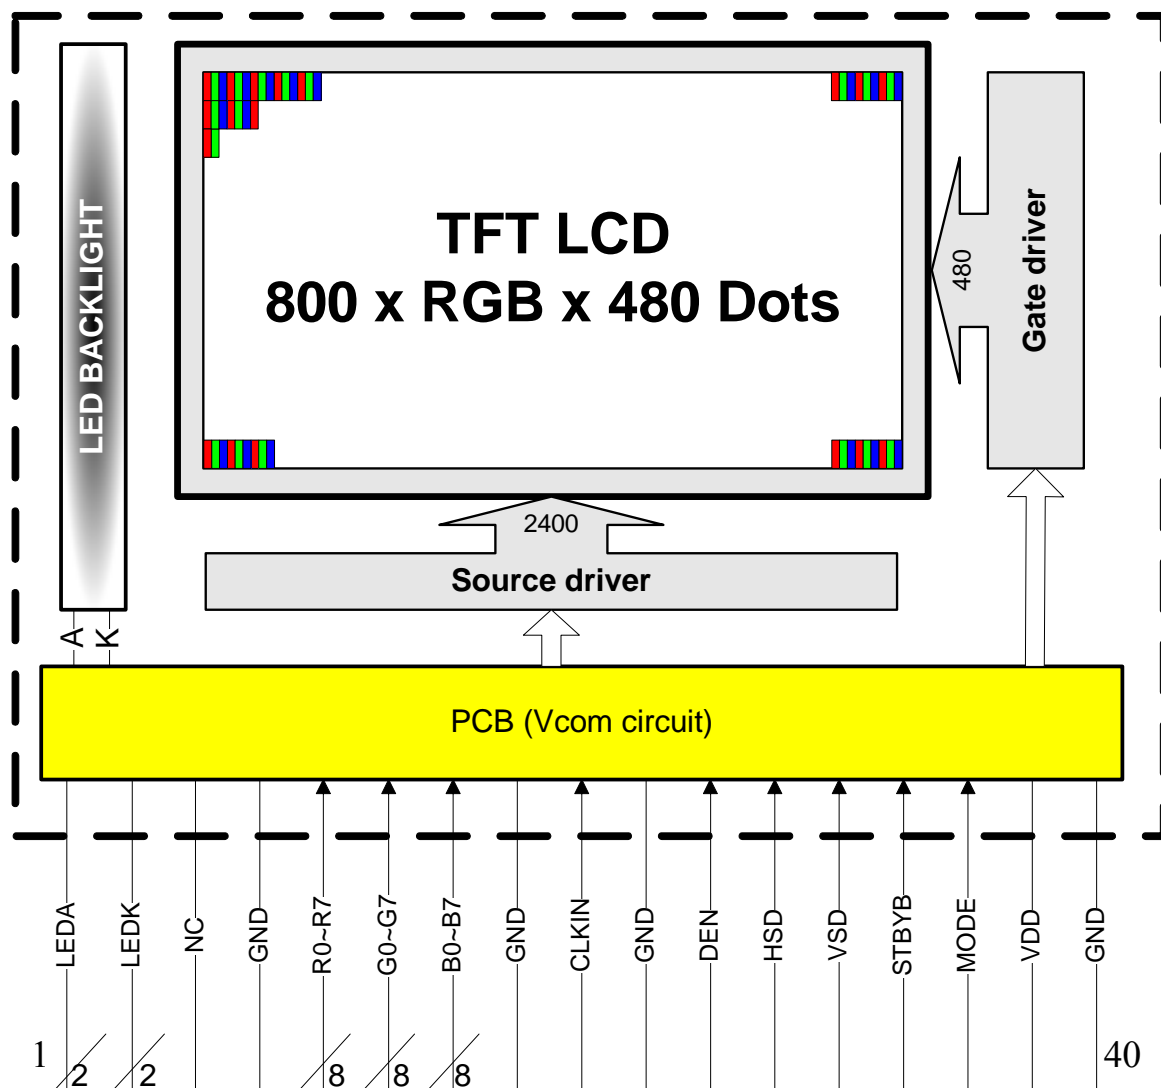 LED BACKLIGHT
TFT LCD
800 x RGB x 480 Dots
480
Gate driver
2400
Source driver
A
K
PCB (Vcom circuit)
LEDA
LEDK
NC
GND
R0~R7
G0~G7
B0~B7
GND
CLKIN
GND
DEN
HSD
VSD
STBYB
MODE
VDD
GND
1
2
2
8
8
8
40